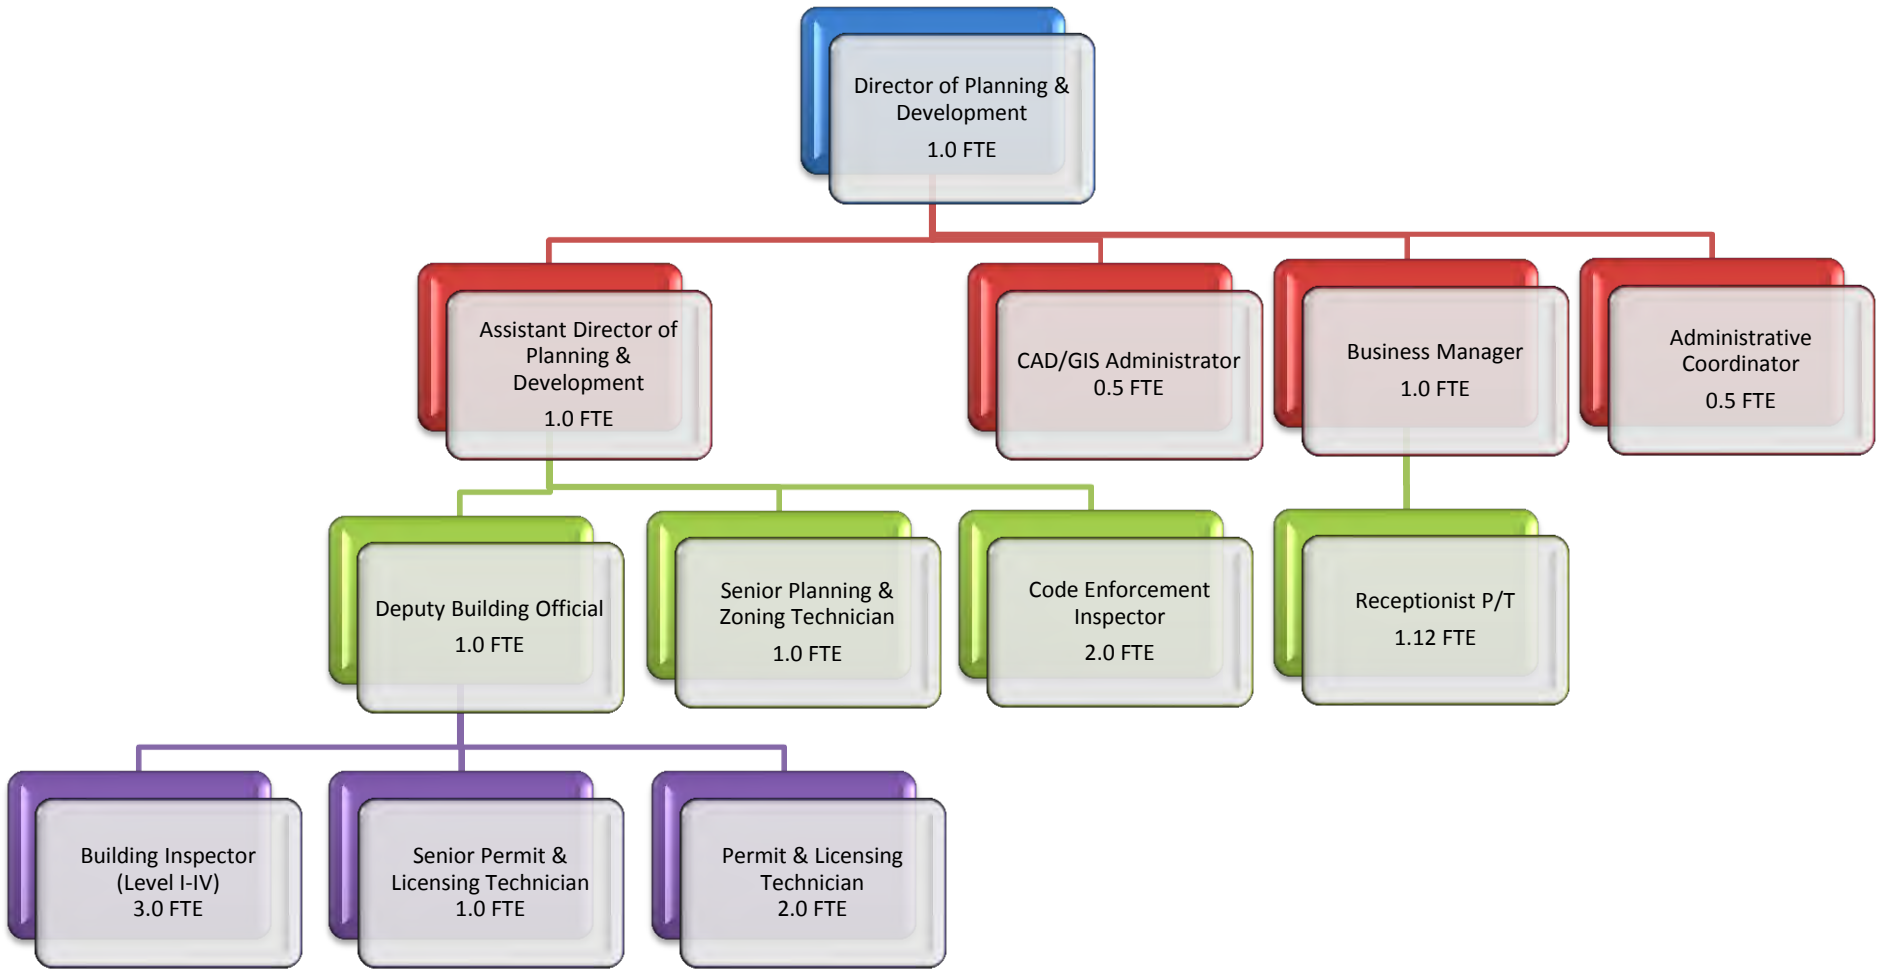 Director of Planning &
Development
1.0 FTE
Assistant Director of
Planning &
Development
1.0 FTE
CAD/GIS Administrator
0.5 FTE
Business Manager
1.0 FTE
Administrative
Coordinator
0.5 FTE
Deputy Building Official
1.0 FTE
Senior Planning &
Zoning Technician
1.0 FTE
Code Enforcement
Inspector
2.0 FTE
Receptionist P/T
1.12 FTE
Building Inspector
(Level I-IV)
3.0 FTE
Senior Permit &
Licensing Technician
1.0 FTE
Permit & Licensing
Technician
2.0 FTE